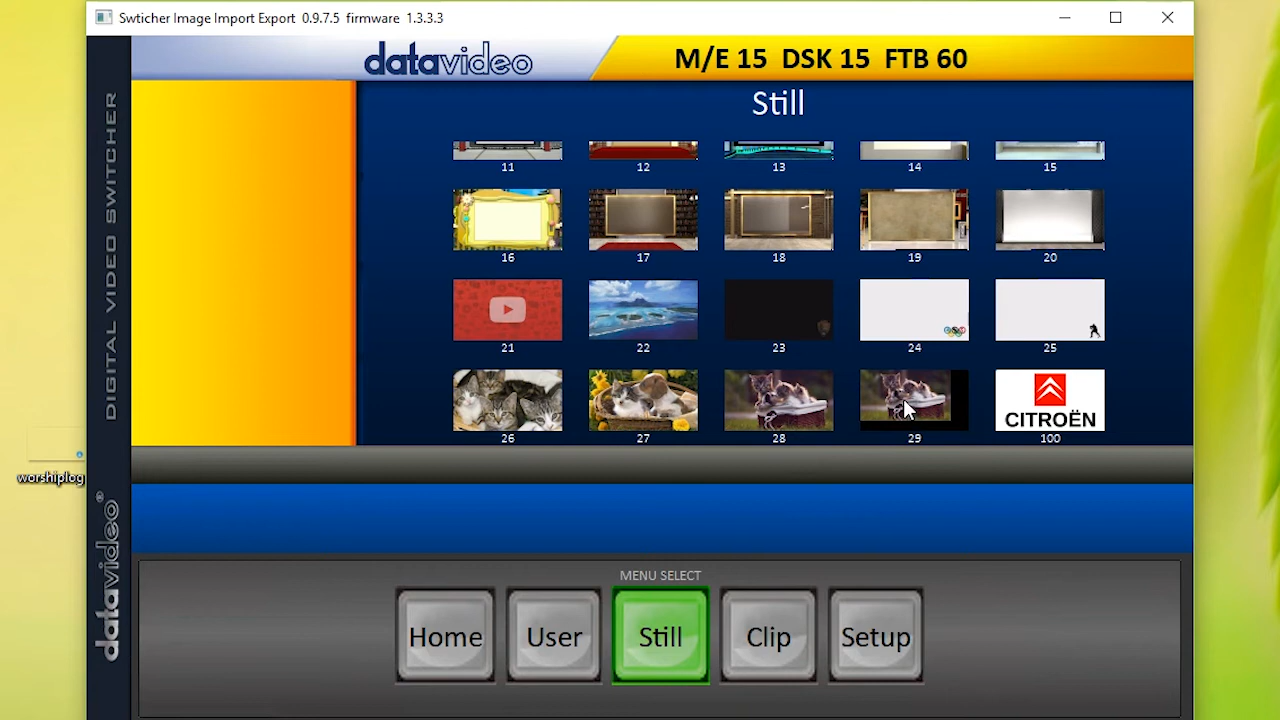 Swticher Image Import Export 0.9.7.5 firmware 1.3.3.3
datavideo
M/E 15 DSK 15 FTB 60
DIGITAL VIDEO SWITCHER
datavideo®
Still
11 12 13 14 15
16 17 18 19 20
21 22 23 24 25
CITROËN
26 27 28 29 100
worshiplog
MENU SELECT
Home User Still Clip Setup